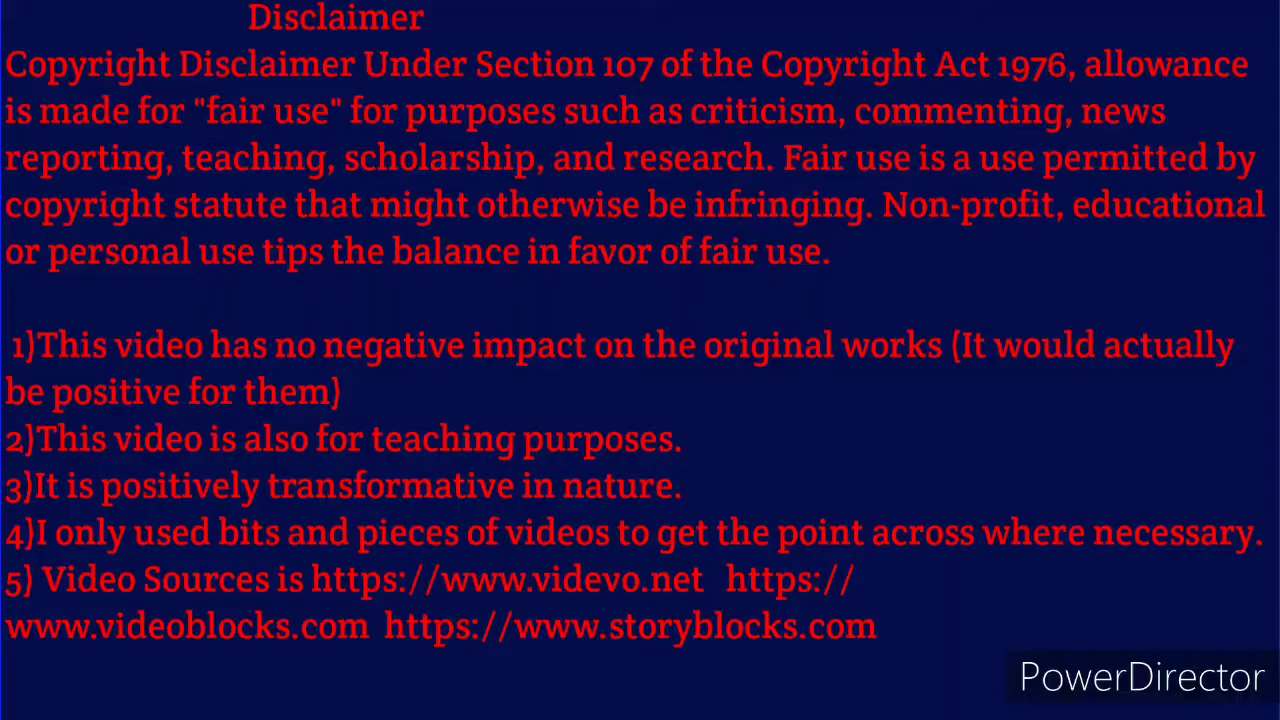 Disclaimer
Copyright Disclaimer Under Section 107 of the Copyright Act 1976, allowance
is made for "fair use" for purposes such as criticism, commenting, news
reporting, teaching, scholarship, and research. Fair use is a use permitted by
copyright statute that might otherwise be infringing. Non-profit, educational
or personal use tips the balance in favor of fair use.
1)This video has no negative impact on the original works (It would actually
be positive for them)
2)This video is also for teaching purposes.
3)It is positively transformative in nature.
4)I only used bits and pieces of videos to get the point across where necessary.
5) Video Sources is https://www.videvo.net https://
www.videoblocks.com https://www.storyblocks.com
PowerDirector